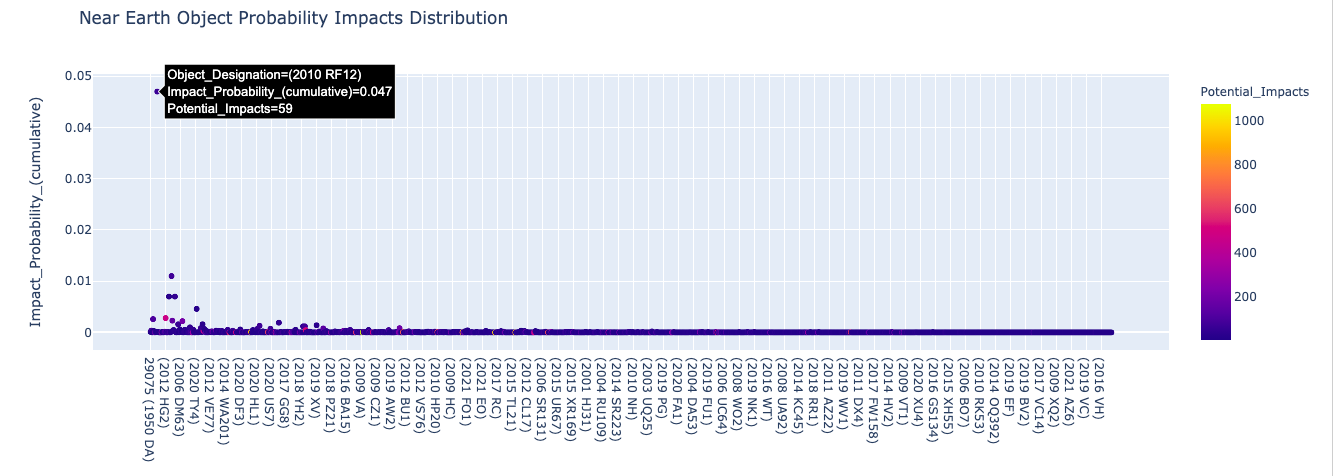 Near Earth Object Probability Impacts Distribution
Object_Designation=(2010 RF12)
Impact_Probability_(cumulative)=0.047
Potential_Impacts=59
Impact_Probability_(cumulative)
0.05
0.04
0.03
0.02
0.01
0
Potential_Impacts
1000
800
600
400
200
29075 (1950 DA)
(2012 HG2)
(2006 DM63)
(2020 TY4)
(2012 VE77)
(2014 WA201)
(2020 DF3)
(2020 HL1)
(2020 US7)
(2017 GG8)
(2018 YH2)
(2019 XV)
(2018 PZ21)
(2016 BA15)
(2009 VA)
(2009 CZ1)
(2019 AW2)
(2012 BU1)
(2012 VS76)
(2010 HP20)
(2009 HC)
(2021 FO1)
(2021 EO)
(2017 RC)
(2015 TL21)
(2012 CL17)
(2006 SR131)
(2015 UR67)
(2015 XR169)
(2001 HJ31)
(2004 RU109)
(2014 SR223)
(2010 NH)
(2003 UQ25)
(2019 PG)
(2020 FA1)
(2004 DA53)
(2019 FU1)
(2006 UC64)
(2008 WO2)
(2019 NK1)
(2016 WT)
(2008 UA92)
(2014 KC45)
(2018 RR1)
(2011 AZ22)
(2019 WV1)
(2011 DX4)
(2017 FW158)
(2014 HV2)
(2009 VT1)
(2020 XU4)
(2016 GS134)
(2015 XH55)
(2006 BO7)
(2010 RK53)
(2014 OQ392)
(2019 EF)
(2019 BV2)
(2017 VC14)
(2009 XQ2)
(2021 AZ6)
(2019 VC)
(2016 VH)